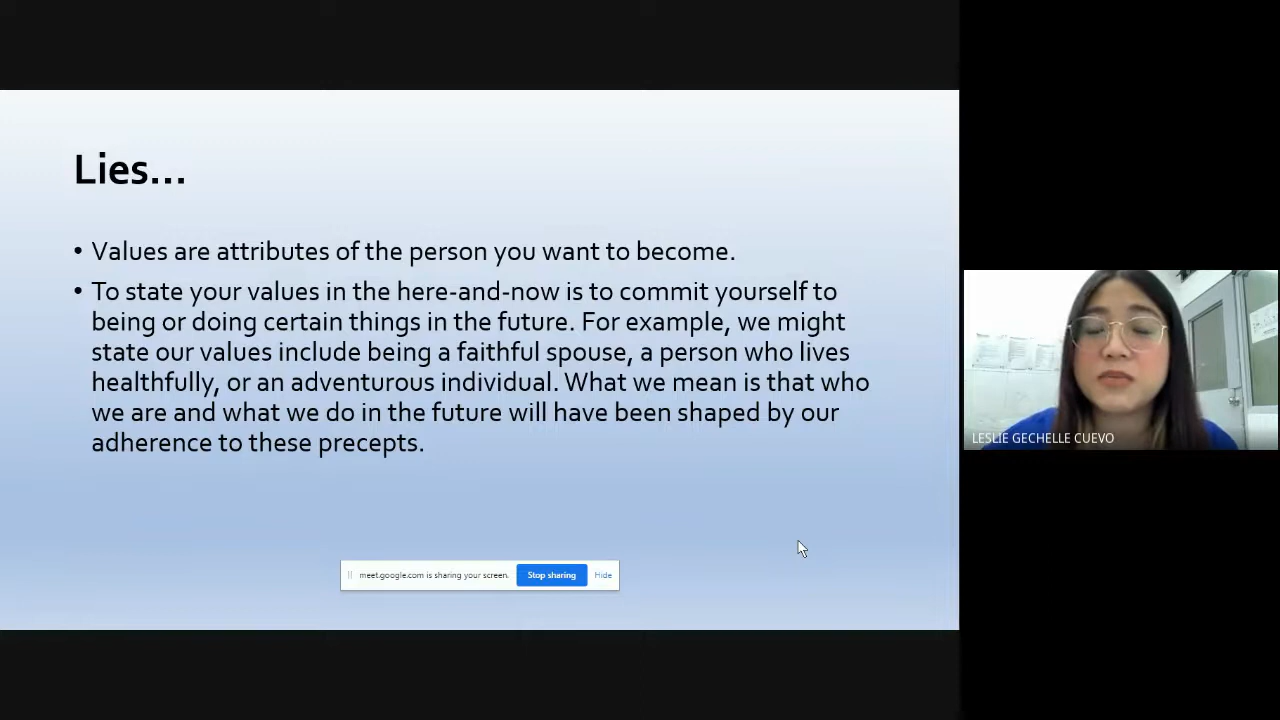 Lies...
• Values are attributes of the person you want to become.
• To state your values in the here-and-now is to commit yourself to
being or doing certain things in the future. For example, we might
state our values include being a faithful spouse, a person who lives
healthfully, or an adventurous individual. What we mean is that who
we are and what we do in the future will have been shaped by our
adherence to these precepts.
LESLIE GECHELLE CUEVO
meet.google.com is sharing your screen. Stop sharing Hide